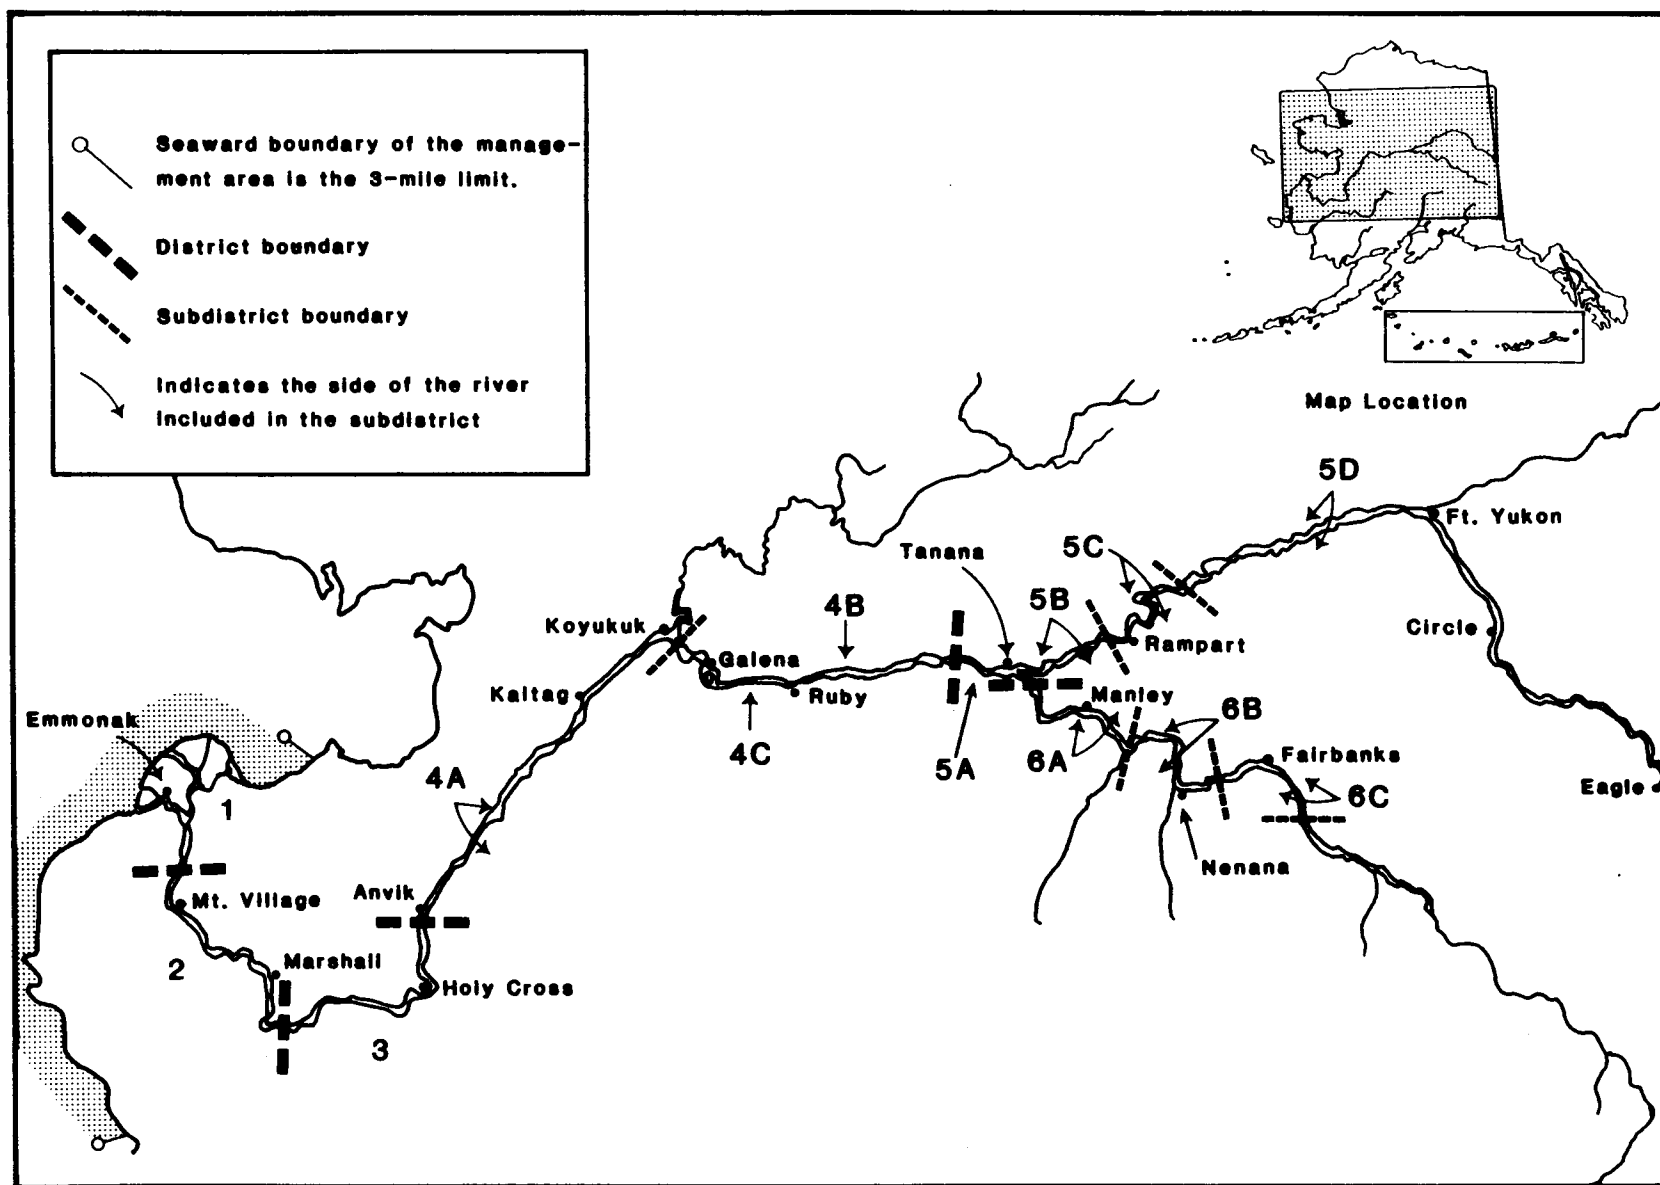 Seaward boundary of the manage-
ment area is the 3-mile limit.
District boundary
Subdistrict boundary
Indicates the side of the river
included in the subdistrict
Map Location
5D
Ft. Yukon
Tanana
5C
4B
5B
Koyukuk
Rampart
Circle
Galena
Kaltag
Ruby
Manley
6B
Emmonak
4C
5A
6A
Fairbanks
4A
1
6C
Eagle
Nenana
Anvik
Mt. Village
Marshall
2
Holy Cross
3